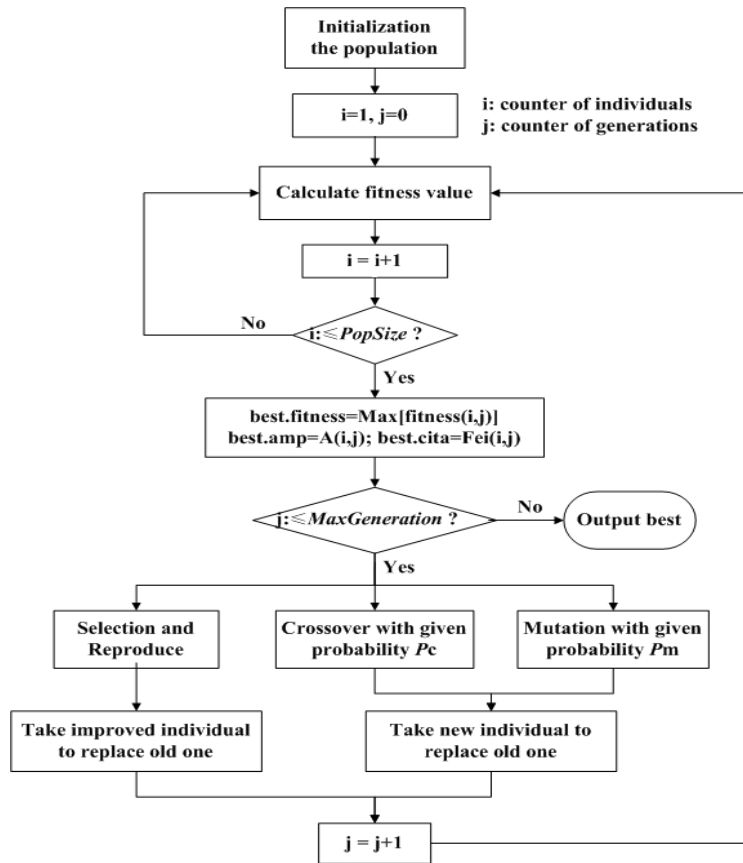 Initialization
the population
i=1, j=0
i: counter of individuals
j: counter of generations
Calculate fitness value
i = i+1
No
i:≤PopSize ?
Yes
best.fitness=Max[fitness(i,j)]
best.amp=A(i,j); best.cita=Fei(i,j)
j:≤MaxGeneration ?
No
Output best
Yes
Selection and
Reproduce
Crossover with given
probability Pc
Mutation with given
probability Pm
Take improved individual
to replace old one
Take new individual to
replace old one
j = j+1